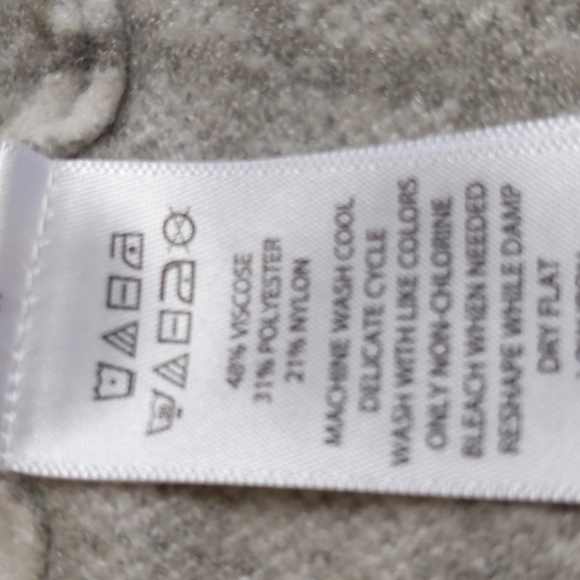 48% VISCOSE
31% POLYESTER
21% NYLON
MACHINE WASH COOL
DELICATE CYCLE
WASH WITH LIKE COLORS
ONLY NON-CHLORINE
BLEACH WHEN NEEDED
RESHAPE WHILE DAMP
DRY FLAT